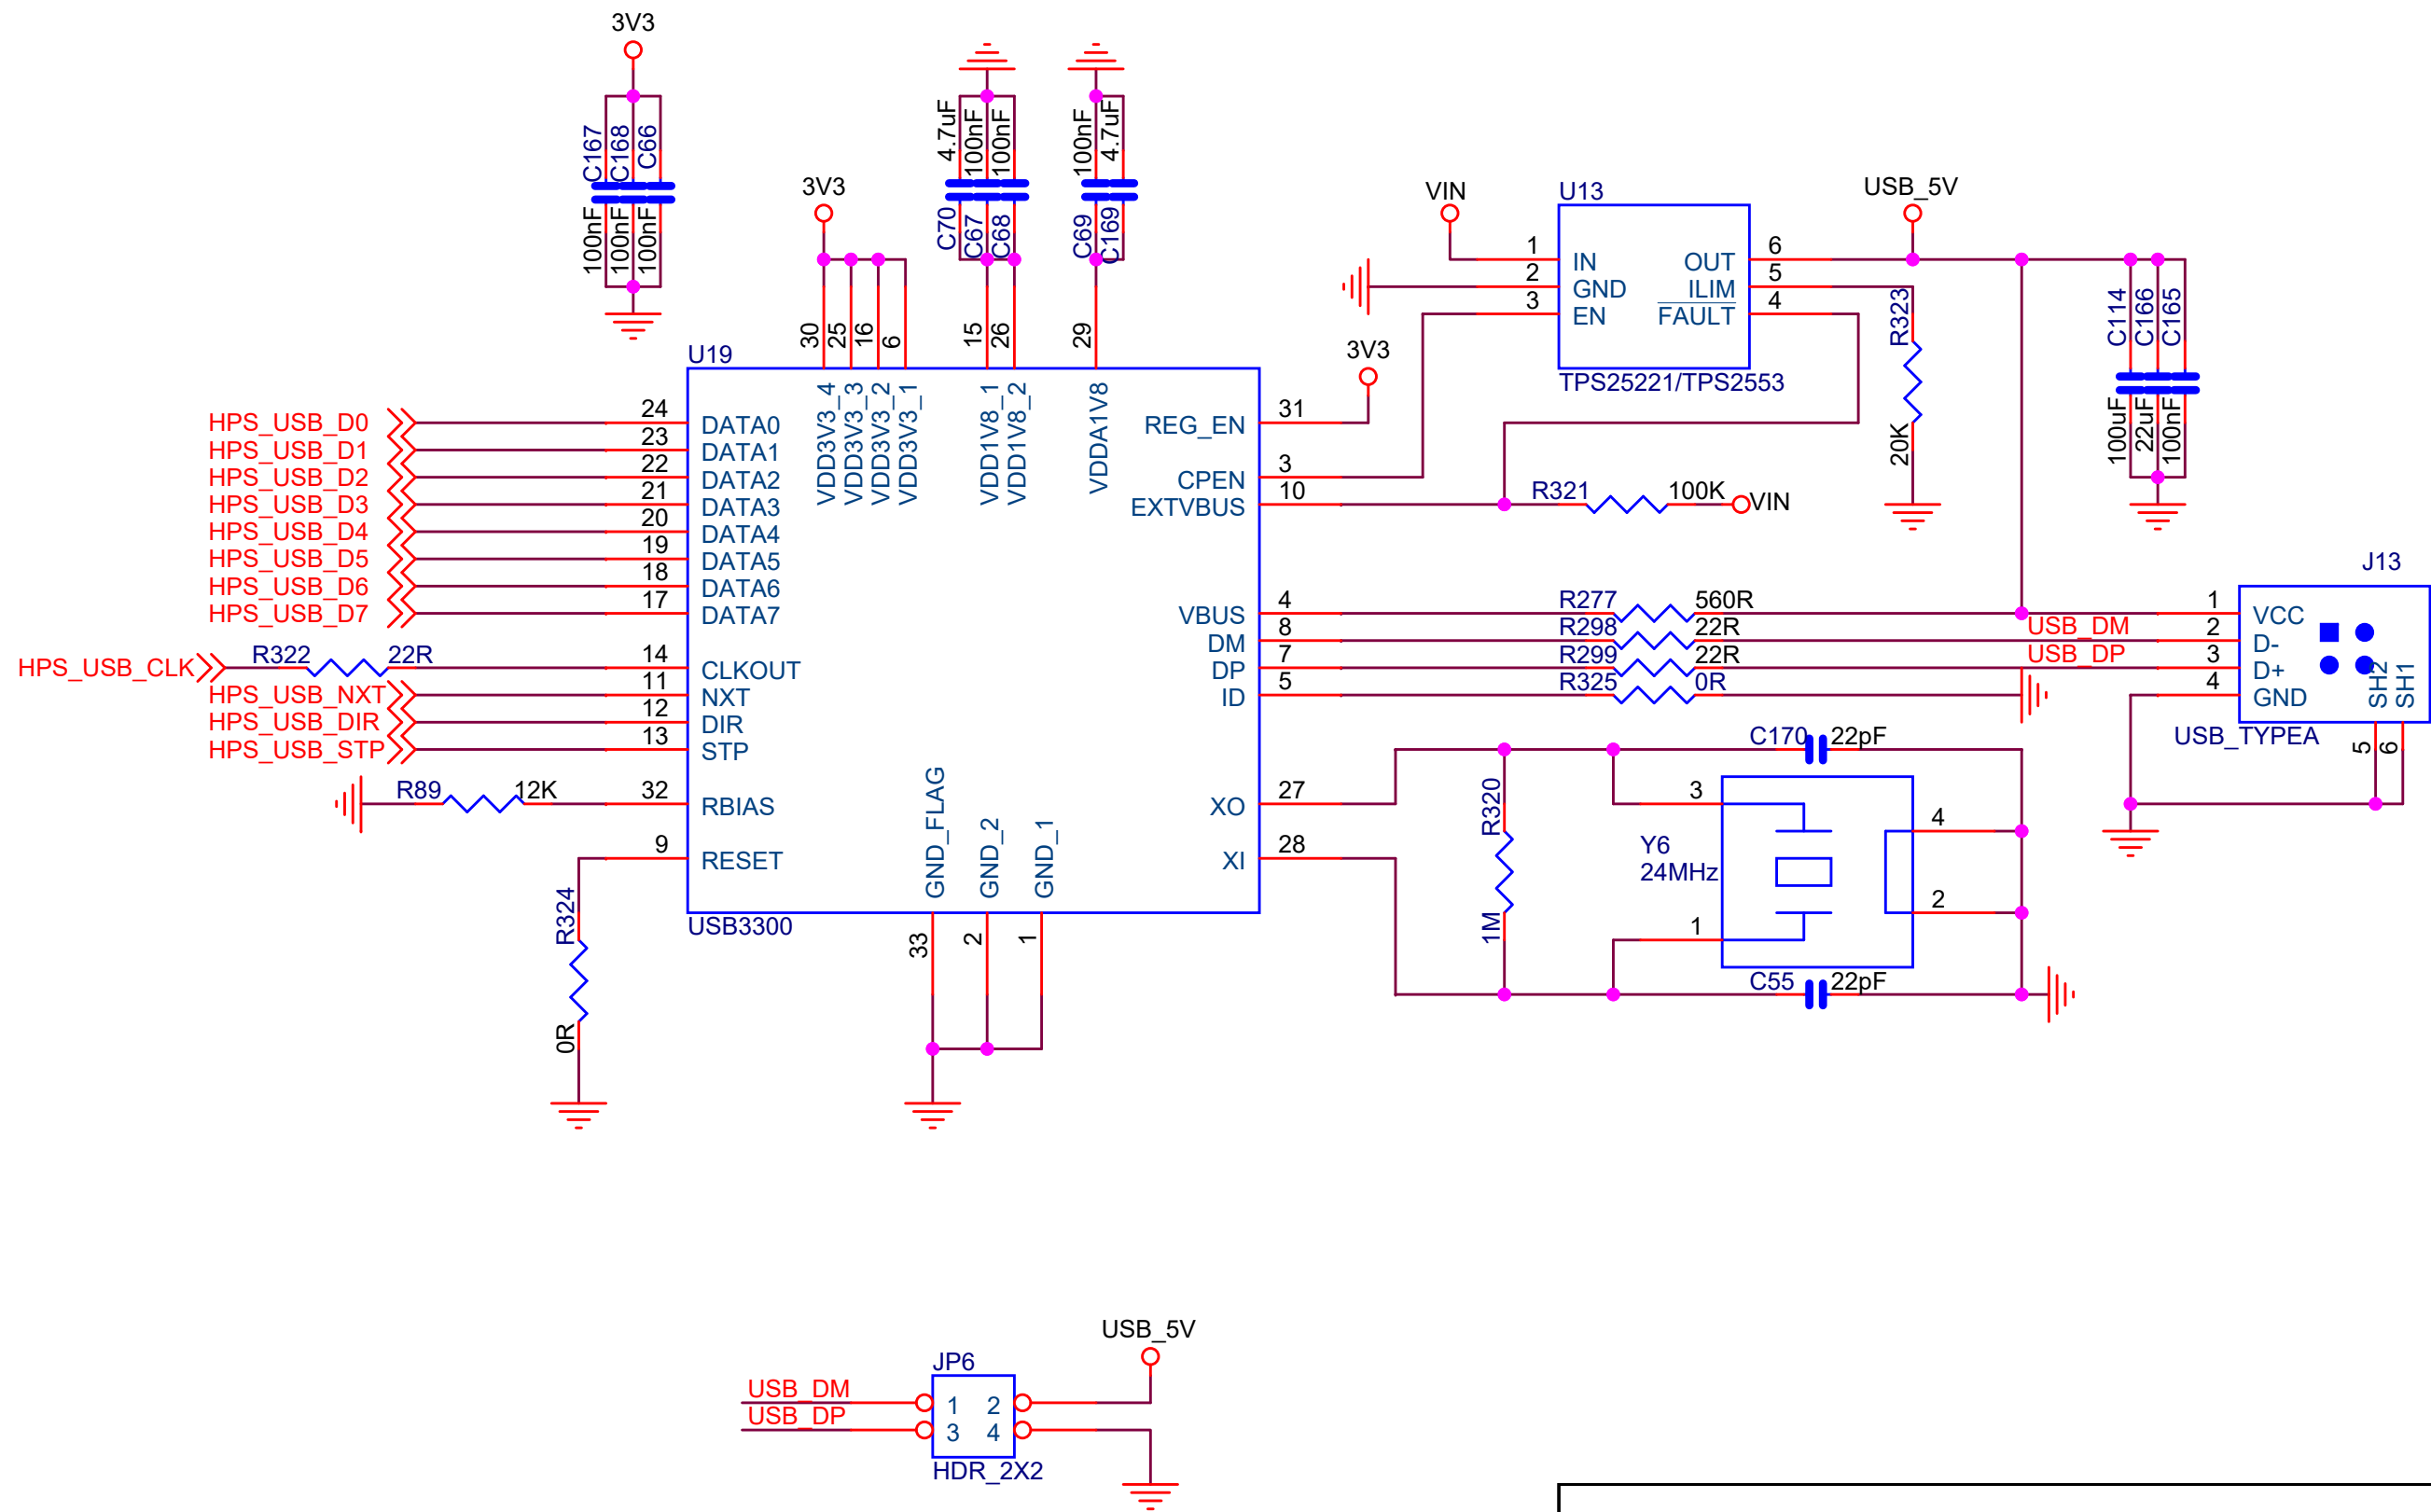 3V3
C167
C168
C66
100nF
100nF
100nF
4.7uF
100nF
100nF
C70
C67
C68
100nF
4.7uF
C69
C169
3V3
30
25
16
6
15
26
29
U19
VDD3V3_4
VDD3V3_3
VDD3V3_2
VDD3V3_1
VDD1V8_1
VDD1V8_2
VDDA1V8
HPS_USB_D0 24 DATA0
HPS_USB_D1 23 DATA1
HPS_USB_D2 22 DATA2
HPS_USB_D3 21 DATA3
HPS_USB_D4 20 DATA4
HPS_USB_D5 19 DATA5
HPS_USB_D6 18 DATA6
HPS_USB_D7 17 DATA7
HPS_USB_CLK R322 22R 14 CLKOUT
HPS_USB_NXT 11 NXT
HPS_USB_DIR 12 DIR
HPS_USB_STP 13 STP
R89 12K 32 RBIAS
9 RESET
R324
0R
GND_FLAG
GND_2
GND_1
33
2
1
USB3300
REG_EN 31
3V3
CPEN 3
EXTVBUS 10
R321 100K VIN
VBUS 4 R277 560R
DM 8 R298 22R USB_DM
DP 7 R299 22R USB_DP
ID 5 R325 0R
XO 27
XI 28
VIN
U13
USB_5V
1 IN OUT 6
2 GND ILIM 5
3 EN FAULT 4
TPS25221/TPS2553
R323
20K
C114
C166
C165
100uF
22uF
100nF
J13
1 VCC
2 D-
3 D+
4 GND
SH2
SH1
USB_TYPEA
5
6
C170 22pF
R320
1M
3
Y6
24MHz
1
4
2
C55 22pF
USB_5V
JP6
USB_DM 1 2
USB_DP 3 4
HDR_2X2